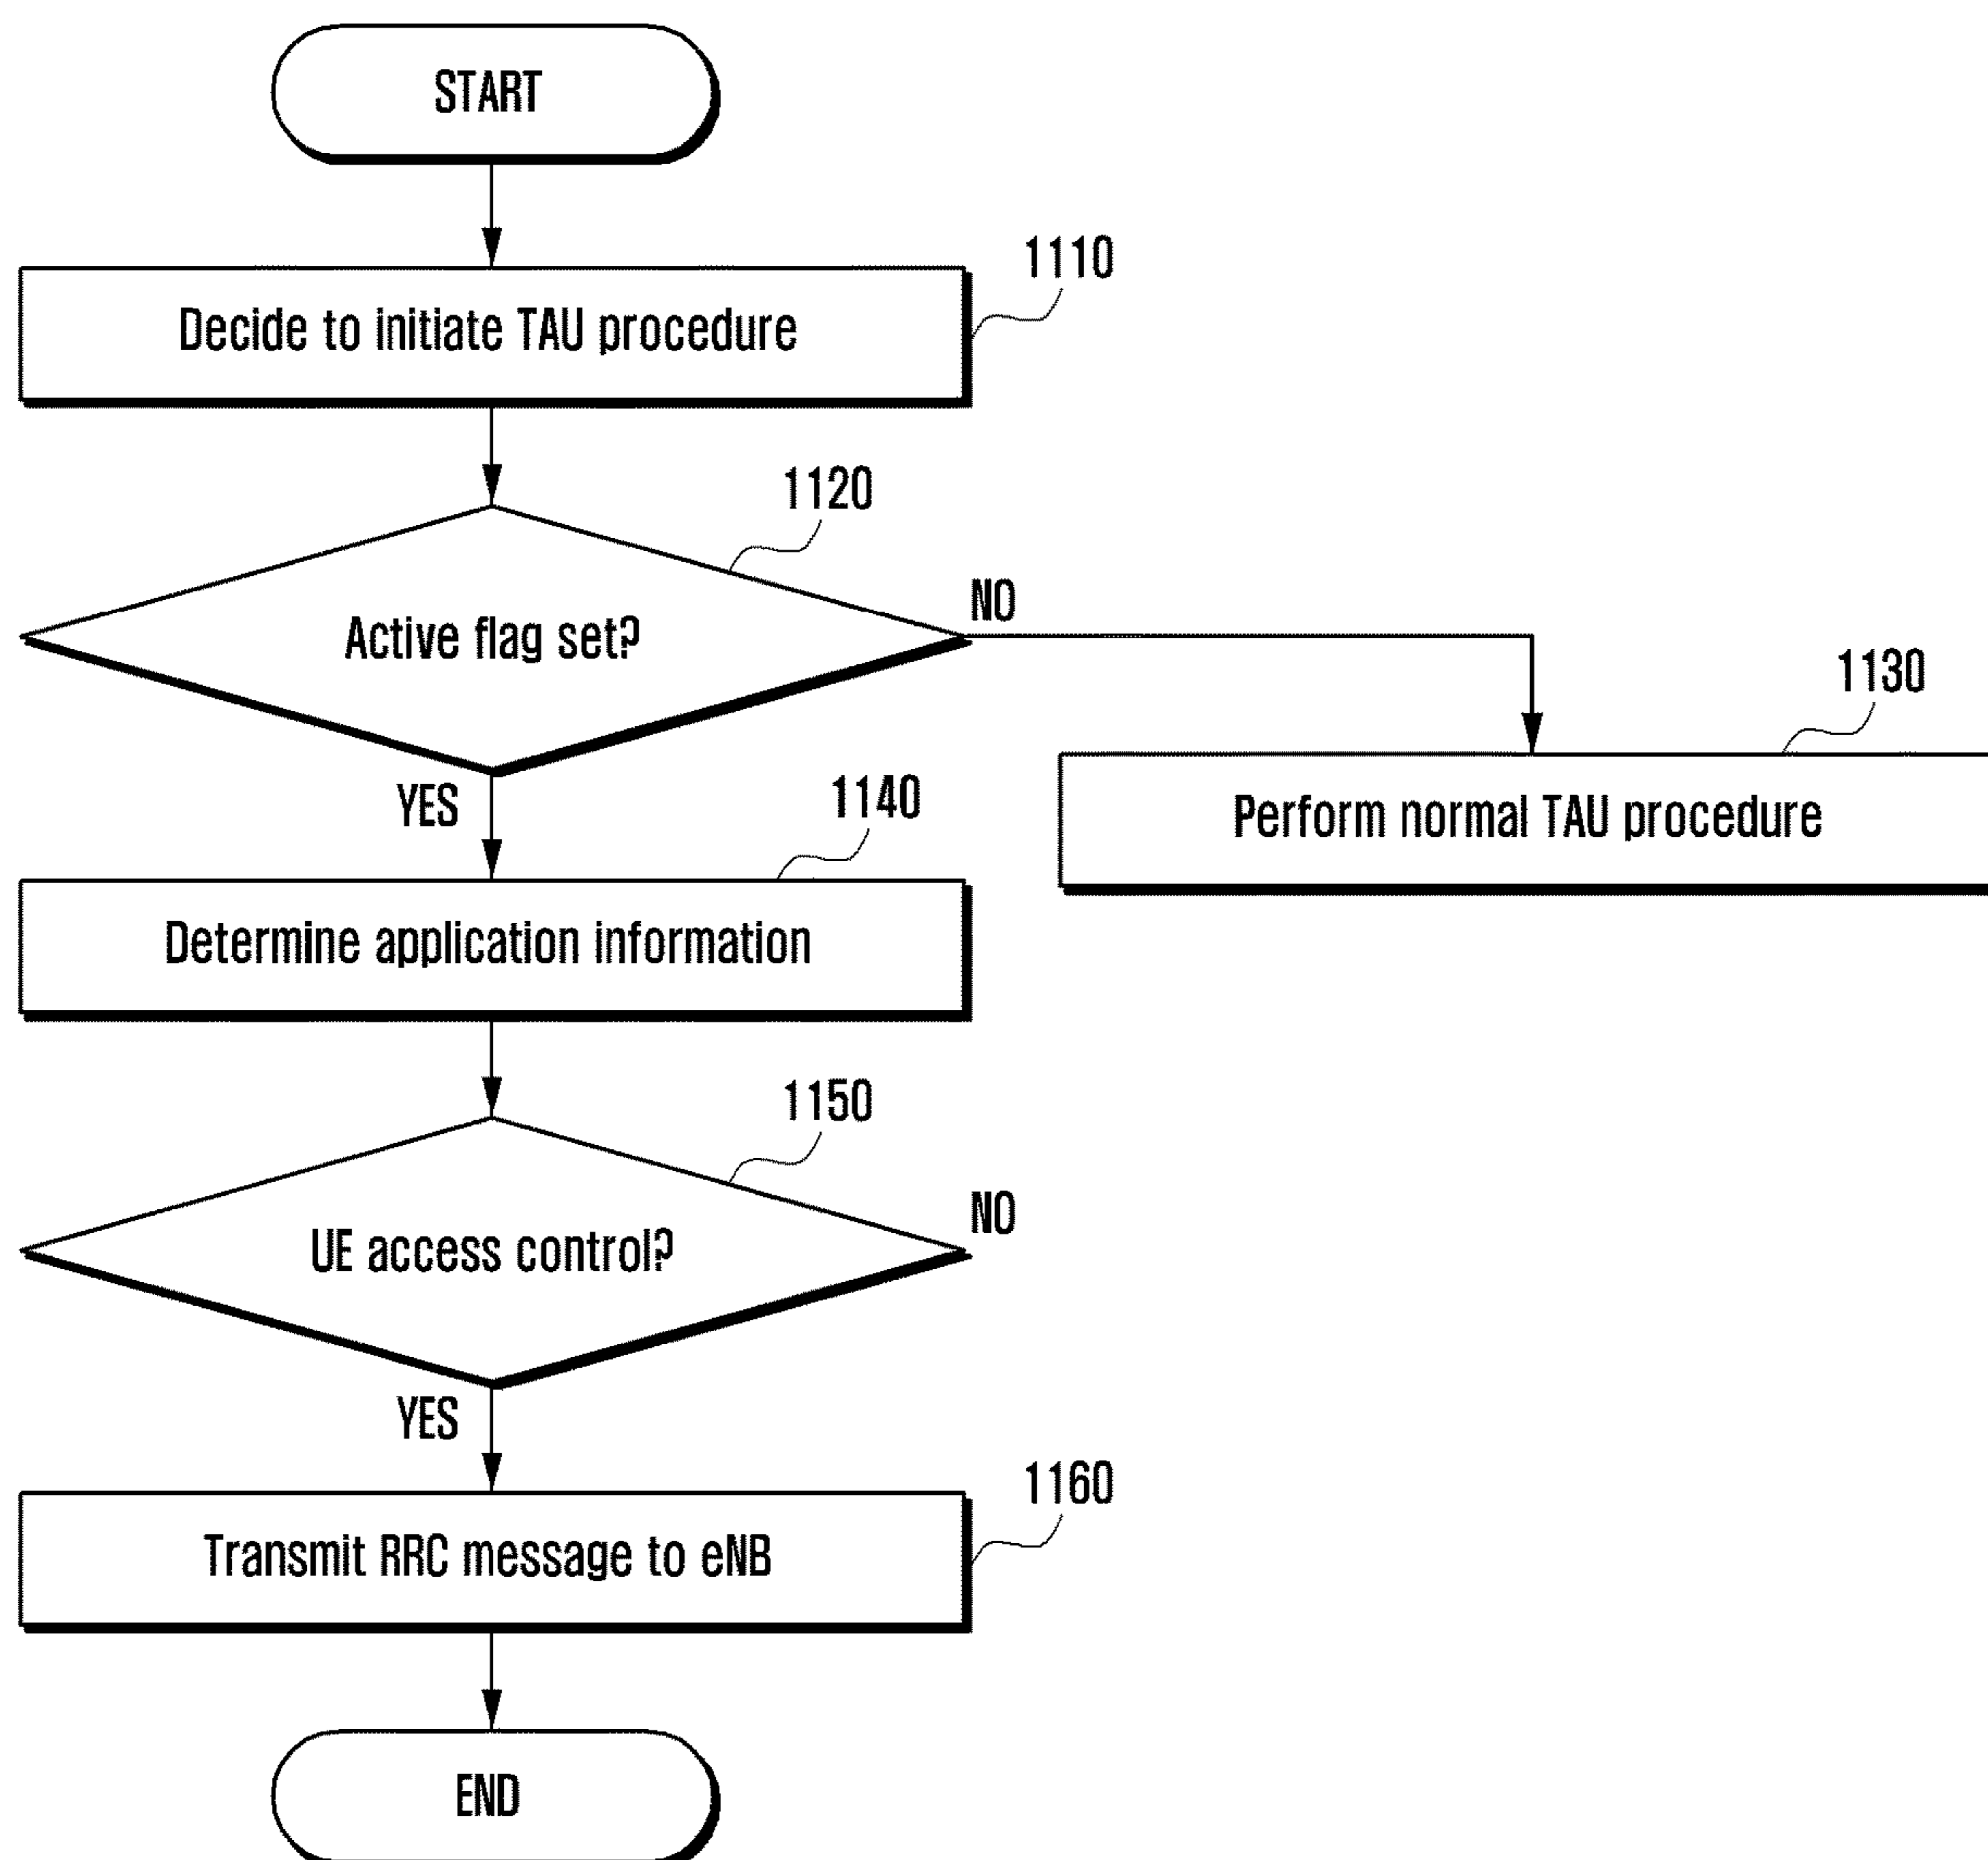 START
1110
Decide to initiate TAU procedure
1120
Active flag set?
NO
1130
Perform normal TAU procedure
YES
1140
Determine application information
1150
UE access control?
NO
YES
1160
Transmit RRC message to eNB
END